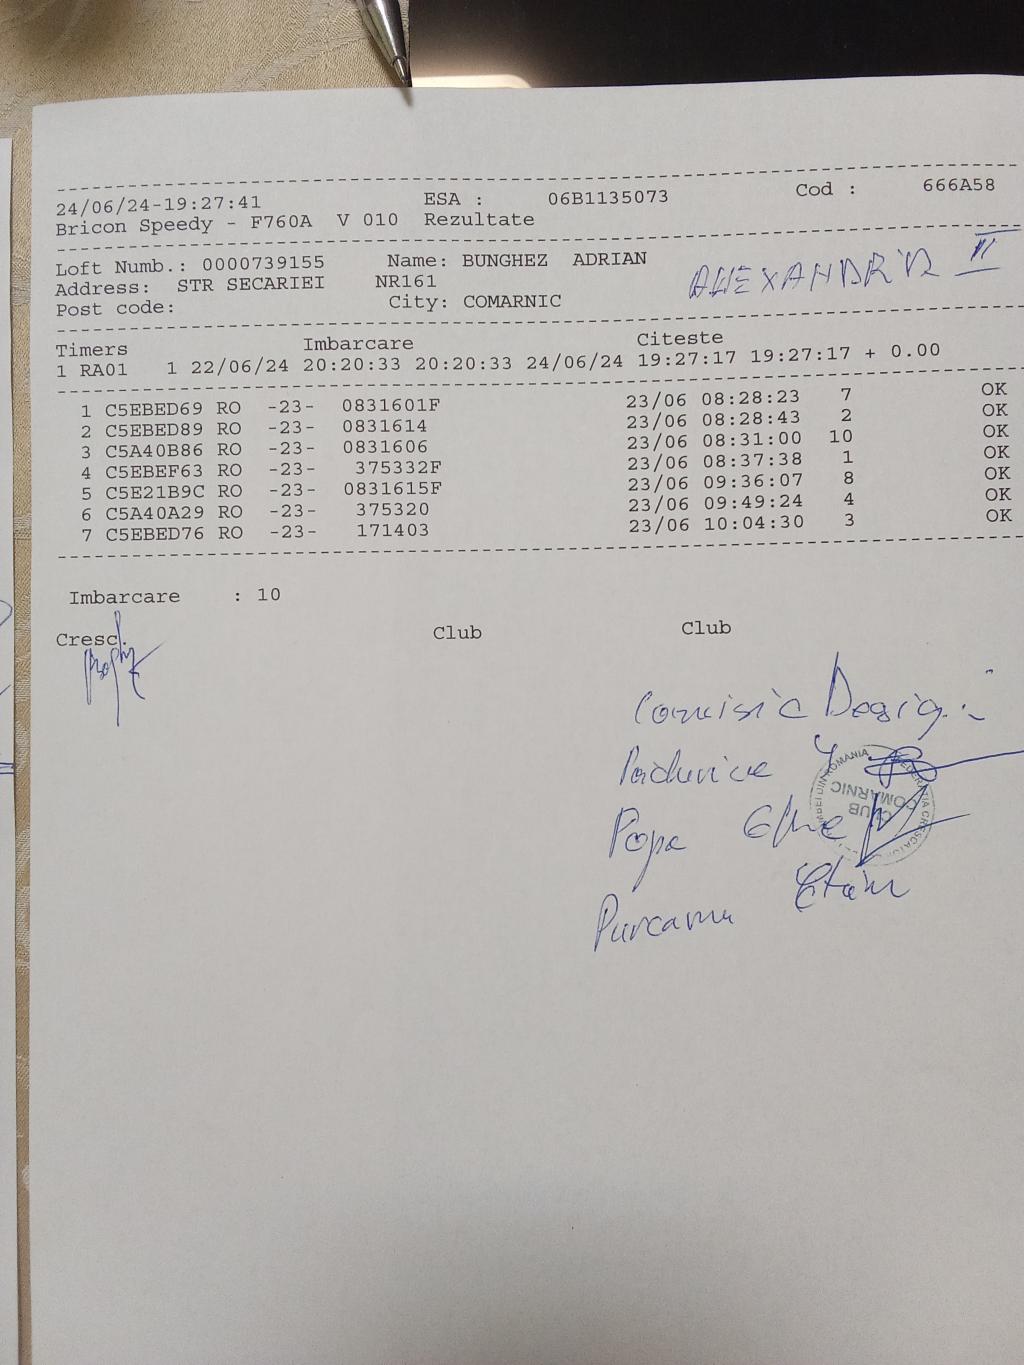 24/06/24-19:27:41 ESA : 06B1135073 Cod : 666A58
Bricon Speedy - F760A V 010 Rezultate
Loft Numb.: 0000739155 Name: BUNGHEZ ADRIAN
Address: STR SECARIEI NR161
ALEXANDRIA II
Post code: City: COMARNIC
Timers Imbarcare Citeste
1 RA01 1 22/06/24 20:20:33 20:20:33 24/06/24 19:27:17 19:27:17 + 0.00
1 C5EBED69 RO -23- 0831601F 23/06 08:28:23 7 OK
2 C5EBED89 RO -23- 0831614 23/06 08:28:43 2 OK
3 C5A40B86 RO -23- 0831606 23/06 08:31:00 10 OK
4 C5EBEF63 RO -23- 375332F 23/06 08:37:38 1 OK
5 C5E21B9C RO -23- 0831615F 23/06 09:36:07 8 OK
6 C5A40A29 RO -23- 375320 23/06 09:49:24 4 OK
7 C5EBED76 RO -23- 171403 23/06 10:04:30 3 OK
Imbarcare : 10
Cresc. Club Club
Popa
CLUB
COMARNIC